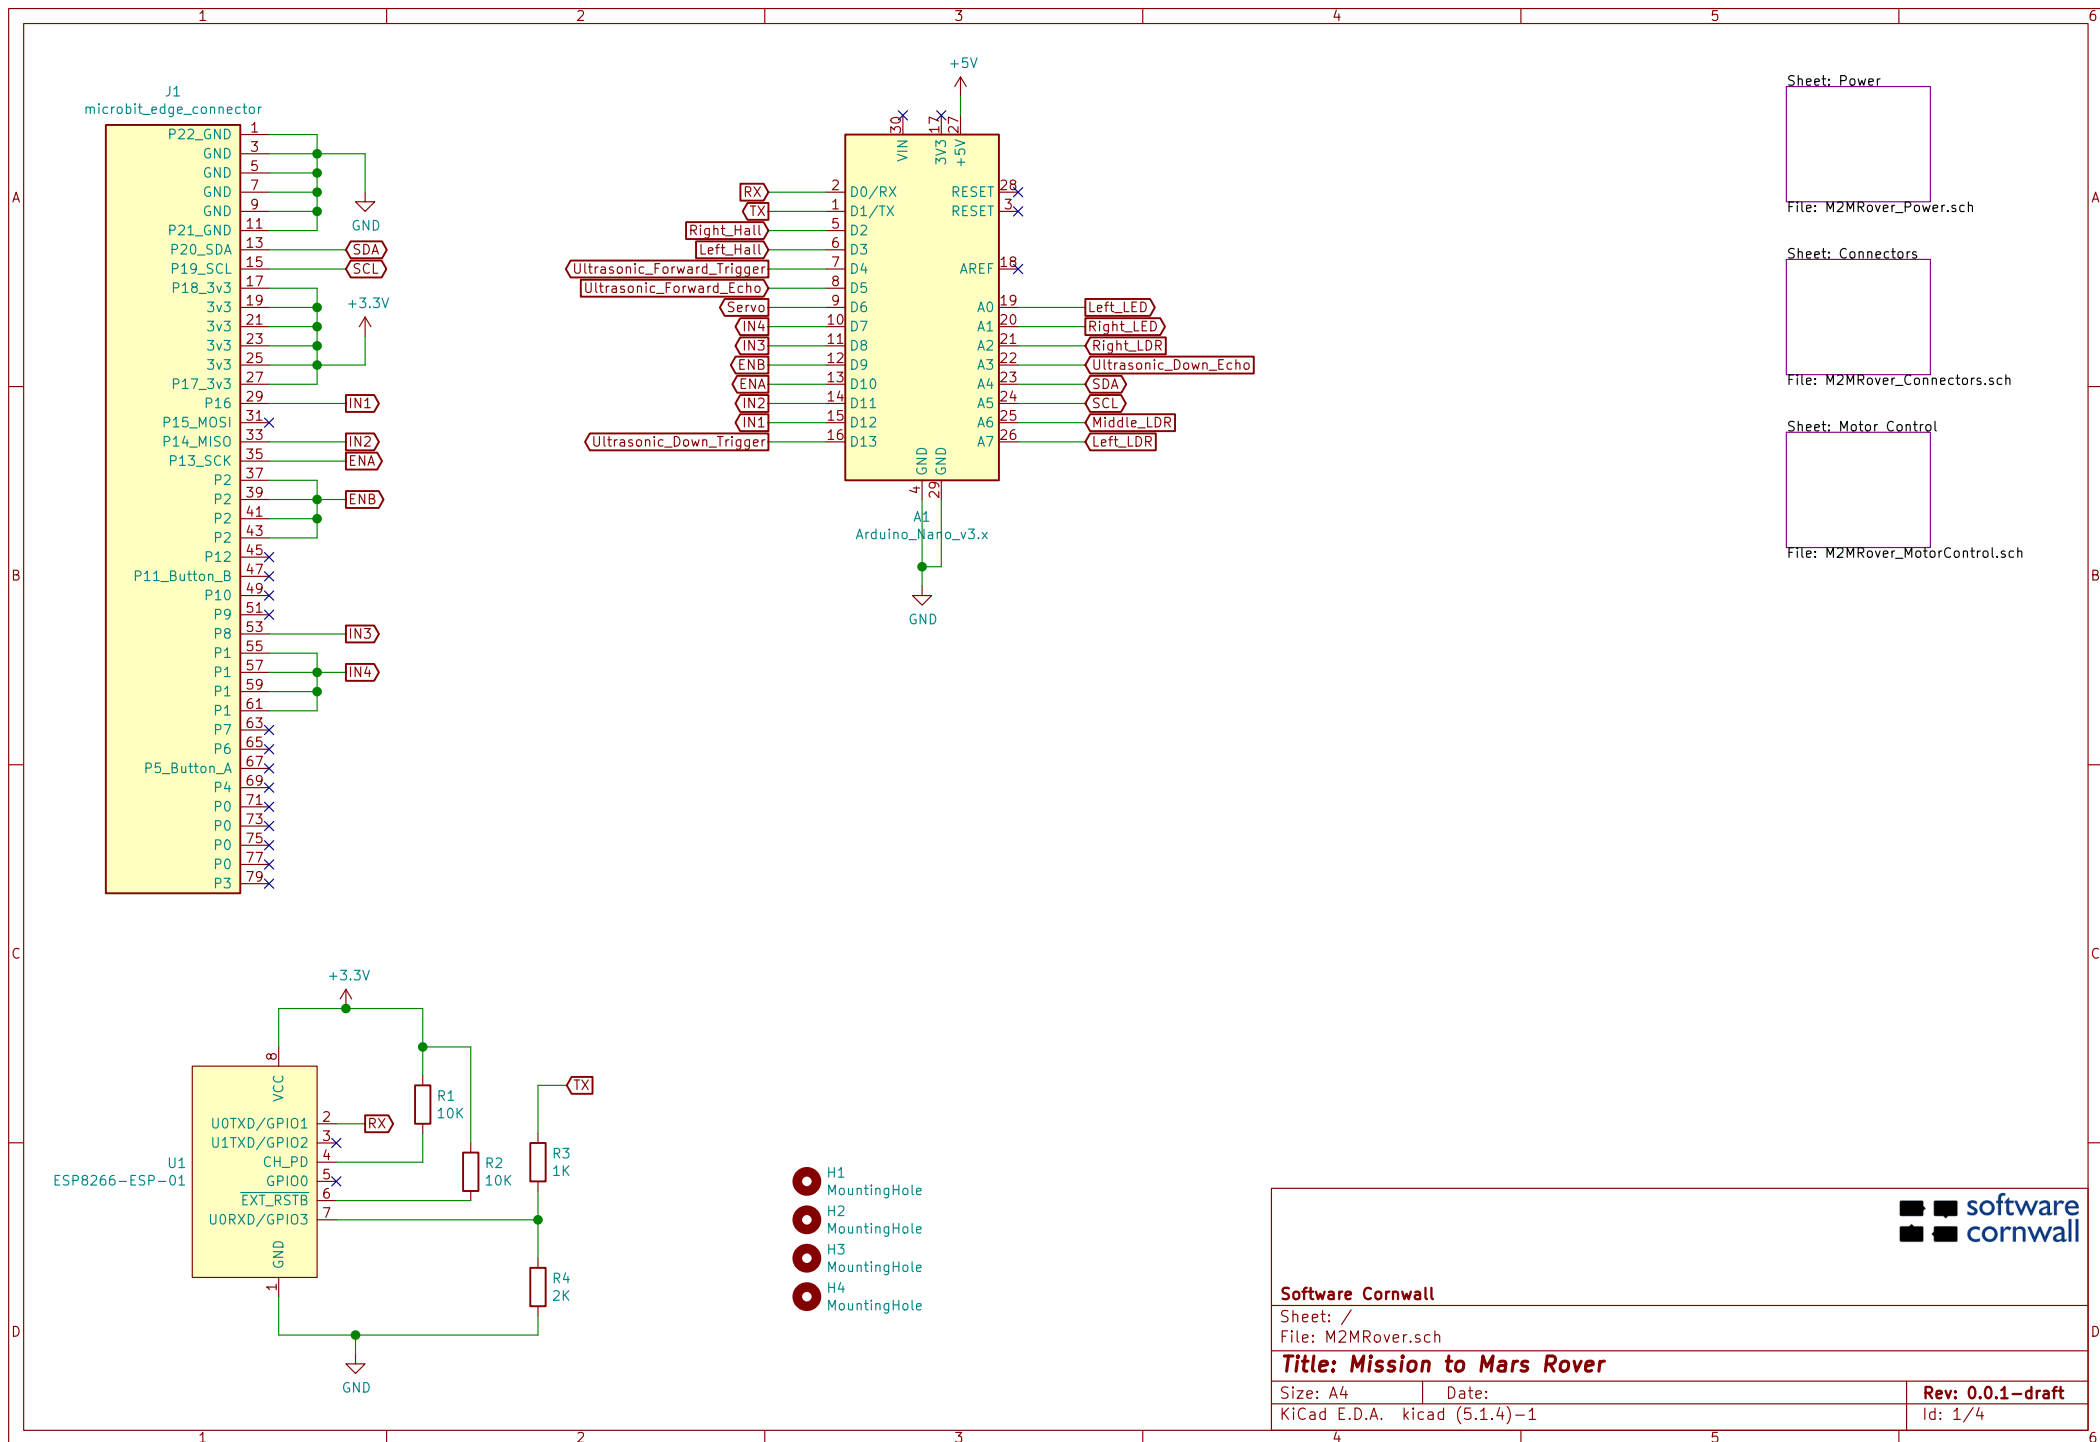 1 2 3 4 5 6
A
B
C
D
A
B
C
D
1 2 3 4 5 6
J1
microbit_edge_connector
P22_GND 1
GND 3
GND 5
GND 7
GND 9
P21_GND 11
P20_SDA 13 SDA
P19_SCL 15 SCL
P18_3v3 17
3v3 19
3v3 21
3v3 23
3v3 25
P17_3v3 27
P16 29 IN1
P15_MOSI 31
P14_MISO 33 IN2
P13_SCK 35 ENA
P2 37
P2 39 ENB
P2 41
P2 43
P12 45
P11_Button_B 47
P10 49
P9 51
P8 53 IN3
P1 55
P1 57 IN4
P1 59
P1 61
P7 63
P6 65
P5_Button_A 67
P4 69
P0 71
P0 73
P0 75
P0 77
P3 79
GND
+3.3V
+5V
30 17 27
VIN 3V3 +5V
RX 2 D0/RX
TX 1 D1/TX
Right_Hall 5 D2
Left_Hall 6 D3
Ultrasonic_Forward_Trigger 7 D4
Ultrasonic_Forward_Echo 8 D5
Servo 9 D6
IN4 10 D7
IN3 11 D8
ENB 12 D9
ENA 13 D10
IN2 14 D11
IN1 15 D12
Ultrasonic_Down_Trigger 16 D13
RESET 28
RESET 3
AREF 18
A0 19 Left_LED
A1 20 Right_LED
A2 21 Right_LDR
A3 22 Ultrasonic_Down_Echo
A4 23 SDA
A5 24 SCL
A6 25 Middle_LDR
A7 26 Left_LDR
GND GND
4 29
A1
Arduino_Nano_v3.x
GND
Sheet: Power
File: M2MRover_Power.sch
Sheet: Connectors
File: M2MRover_Connectors.sch
Sheet: Motor Control
File: M2MRover_MotorControl.sch
+3.3V
8
VCC
U0TXD/GPIO1 2 RX
U1TXD/GPIO2 3
CH_PD 4
GPIO0 5
EXT_RSTB 6
U0RXD/GPIO3 7
GND
1
U1
ESP8266-ESP-01
R1
10K
R2
10K
TX
R3
1K
R4
2K
GND
H1
MountingHole
H2
MountingHole
H3
MountingHole
H4
MountingHole
software
cornwall
Software Cornwall
Sheet: /
File: M2MRover.sch
Title: Mission to Mars Rover
Size: A4 Date: Rev: 0.0.1-draft
KiCad E.D.A. kicad (5.1.4)-1 Id: 1/4